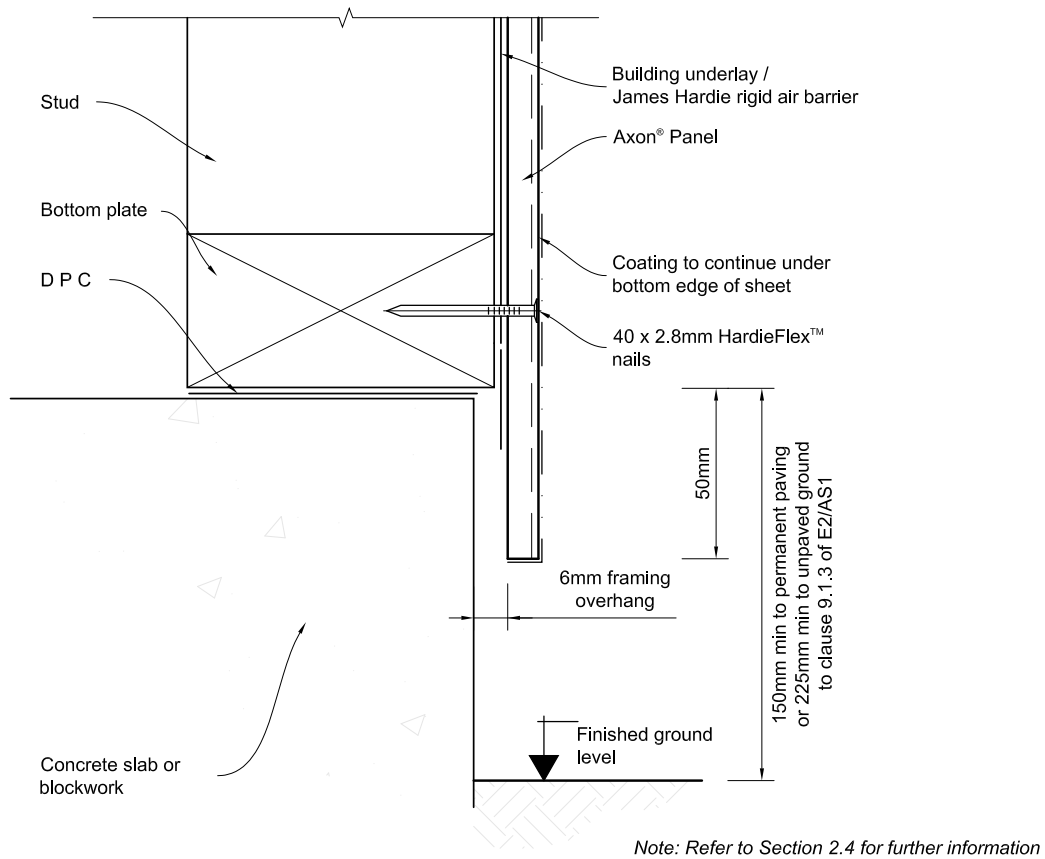 Building underlay /
James Hardie rigid air barrier
Stud
Axon® Panel
Bottom plate
Coating to continue under
bottom edge of sheet
D P C
40 x 2.8mm HardieFlex™
nails
50mm
150mm min to permanent paving
or 225mm min to unpaved ground
to clause 9.1.3 of E2/AS1
6mm framing
overhang
Finished ground
level
Concrete slab or
blockwork
Note: Refer to Section 2.4 for further information